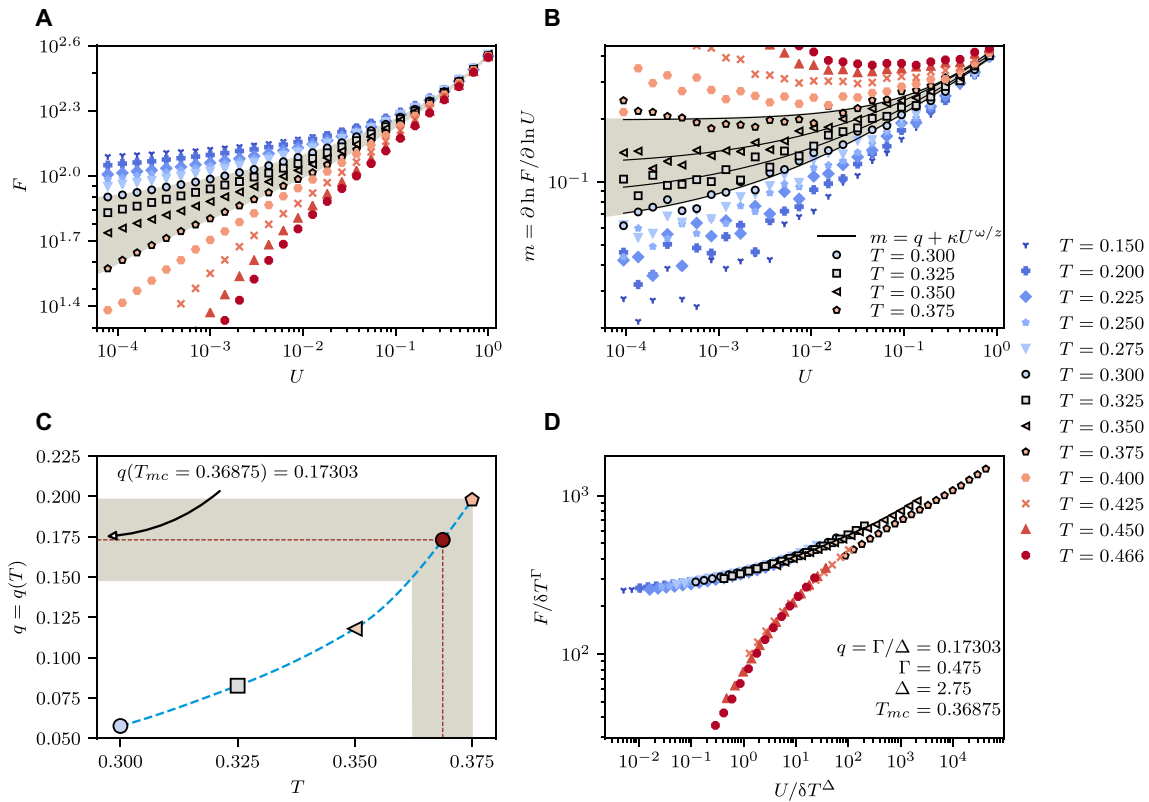 A
10^2.6
10^2.3
10^2.0
10^1.7
10^1.4
F
10^−4
10^−3
10^−2
10^−1
10^0
U
B
10^−1
m = ∂ ln F/∂ ln U
m = q + κU^ω/z
T = 0.300
T = 0.325
T = 0.350
T = 0.375
10^−4
10^−3
10^−2
10^−1
10^0
U
T = 0.150
T = 0.200
T = 0.225
T = 0.250
T = 0.275
T = 0.300
T = 0.325
T = 0.350
T = 0.375
T = 0.400
T = 0.425
T = 0.450
T = 0.466
C
0.225
0.200
0.175
0.150
0.125
0.100
0.075
0.050
q = q(T)
q(T_mc = 0.36875) = 0.17303
0.300
0.325
0.350
0.375
T
D
10^3
10^2
F/δT^Γ
q = Γ/Δ = 0.17303
Γ = 0.475
Δ = 2.75
T_mc = 0.36875
10^−2
10^−1
10^0
10^1
10^2
10^3
10^4
U/δT^Δ